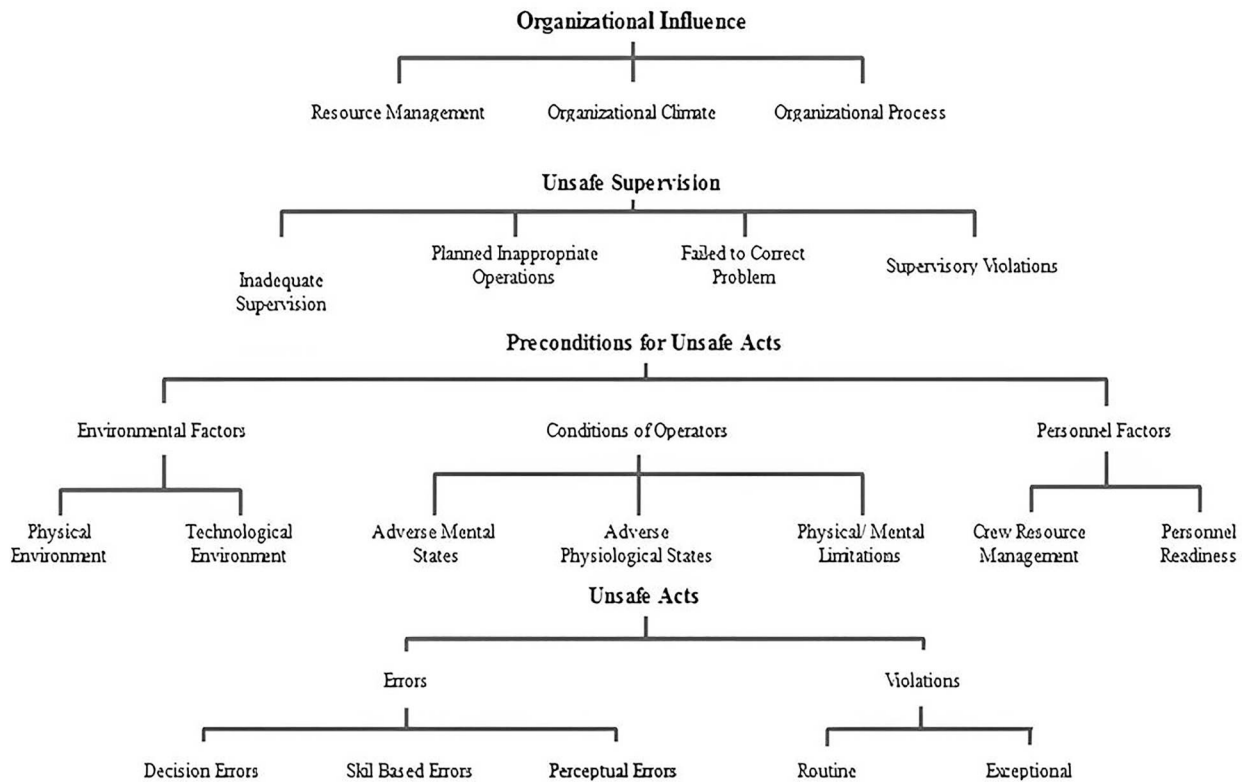 Organizational Influence
Resource Management
Organizational Climate
Organizational Process
Unsafe Supervision
Inadequate
Supervision
Planned Inappropriate
Operations
Failed to Correct
Problem
Supervisory Violations
Preconditions for Unsafe Acts
Environmental Factors
Conditions of Operators
Personnel Factors
Physical
Environment
Technological
Environment
Adverse Mental
States
Adverse
Physiological States
Physical/ Mental
Limitations
Crew Resource
Management
Personnel
Readiness
Unsafe Acts
Errors
Violations
Decision Errors
Skil Based Errors
Perceptual Errors
Routine
Exceptional